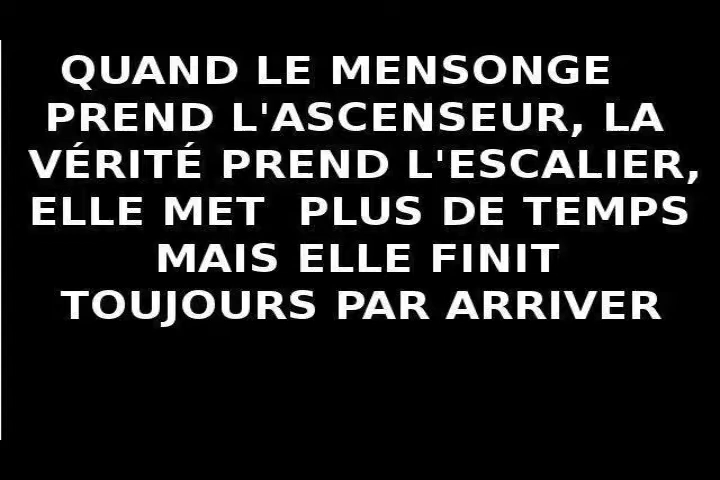 QUAND LE MENSONGE
PREND L'ASCENSEUR, LA
VÉRITÉ PREND L'ESCALIER,
ELLE MET  PLUS DE TEMPS
MAIS ELLE FINIT
TOUJOURS PAR ARRIVER